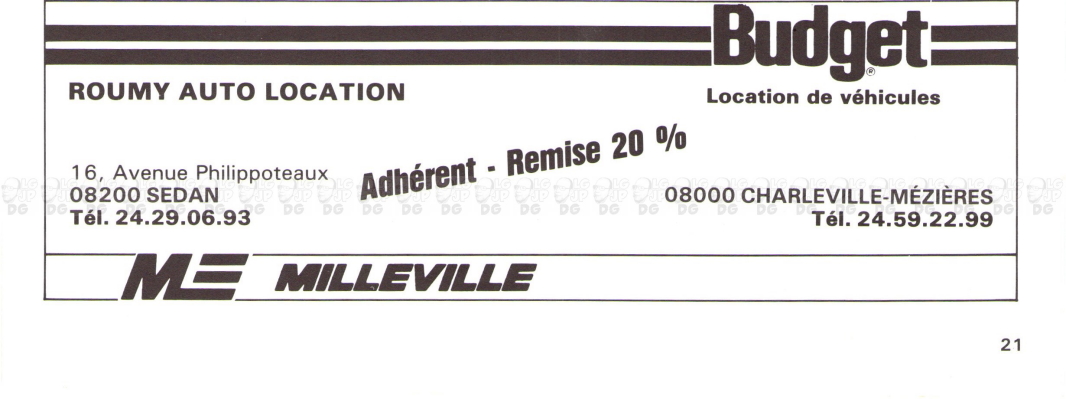 Budget
®
ROUMY AUTO LOCATION
Location de véhicules
Adhérent - Remise 20 %
16, Avenue Philippoteaux
08200 SEDAN
Tél. 24.29.06.93
08000 CHARLEVILLE-MÉZIÈRES
Tél. 24.59.22.99
ME MILLEVILLE
21